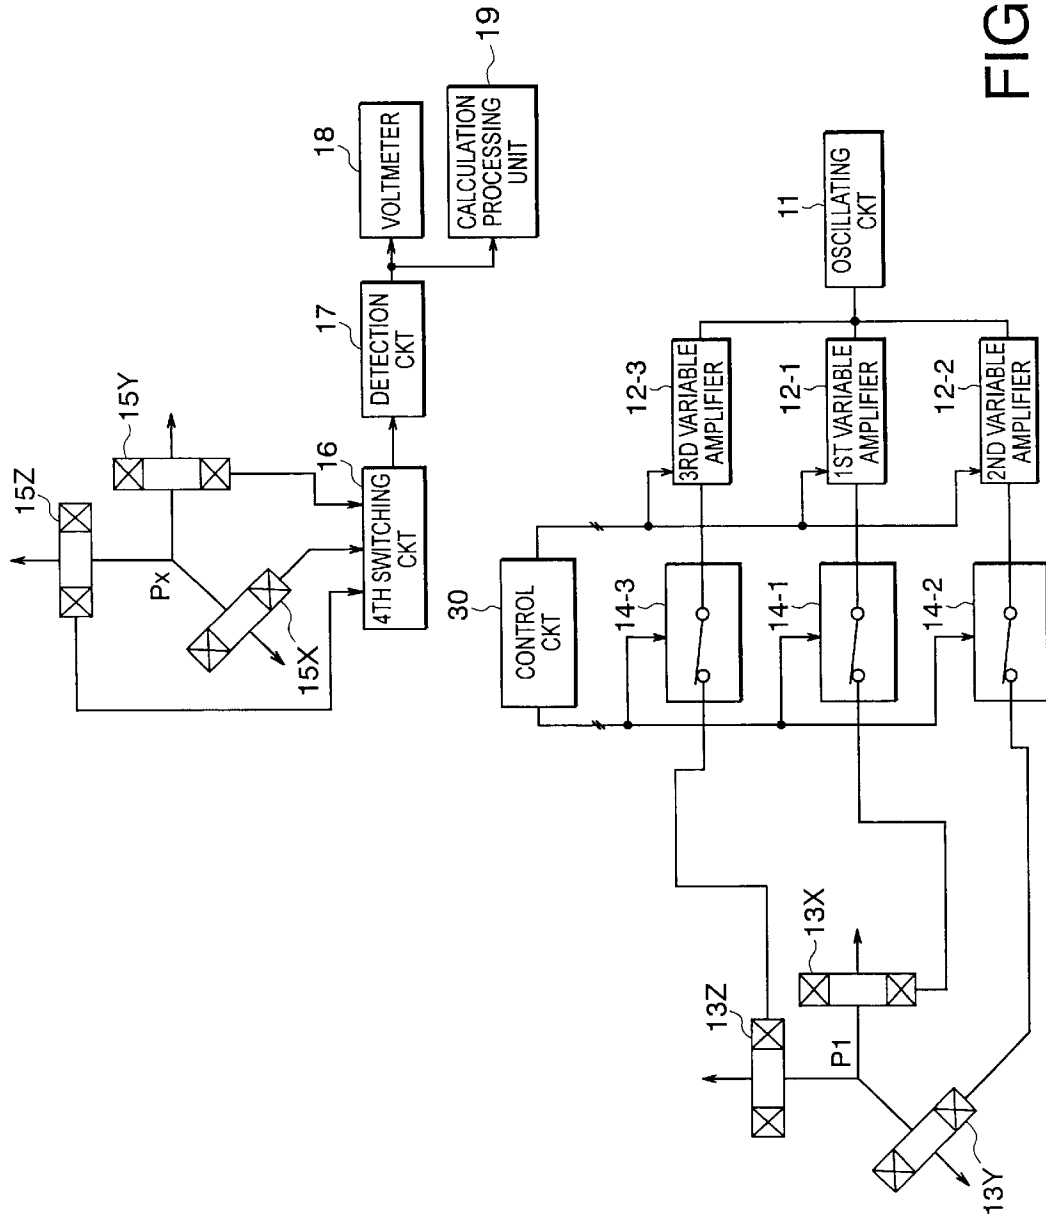 FIG
15Z
15Y
Px
15X
16
4TH SWITCHING
CKT
17
DETECTION
CKT
18
VOLTMETER
19
CALCULATION
PROCESSING
UNIT
30
CONTROL
CKT
14-3
14-1
14-2
12-3
3RD VARIABLE
AMPLIFIER
12-1
1ST VARIABLE
AMPLIFIER
12-2
2ND VARIABLE
AMPLIFIER
11
OSCILLATING
CKT
13Z
13X
P1
13Y